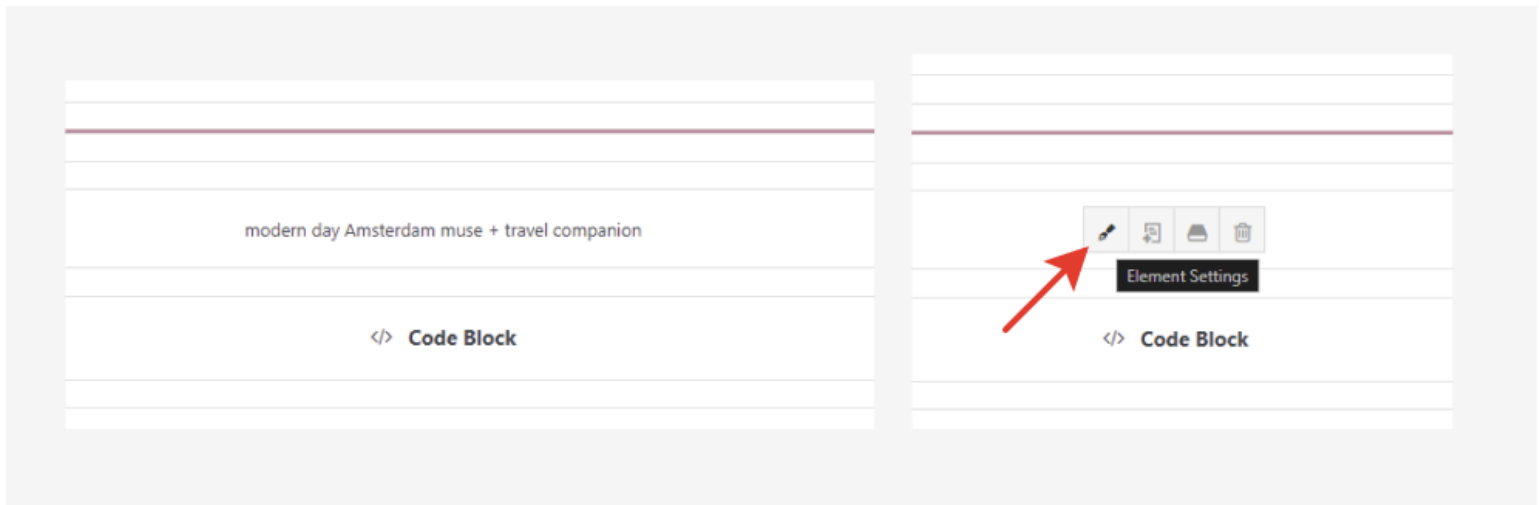 modern day Amsterdam muse + travel companion
</> Code Block
Element Settings
</> Code Block